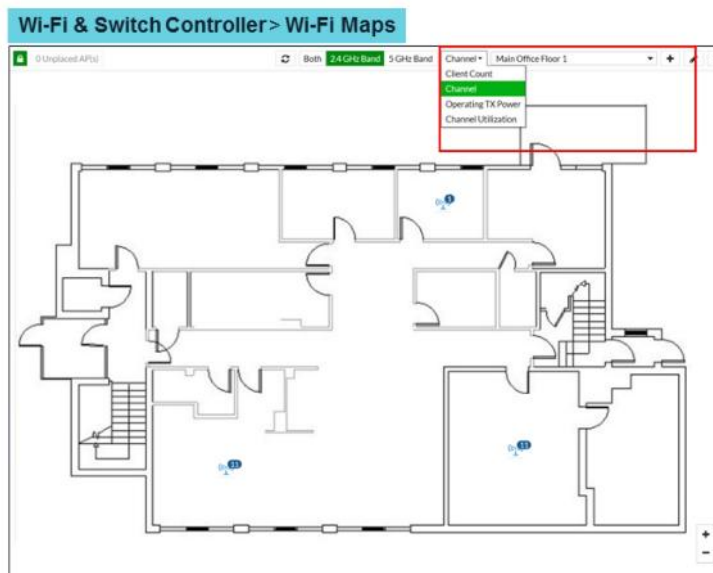 Wi-Fi & Switch Controller> Wi-Fi Maps
0 Unplaced AP(s) Both 2.4 GHz Band 5 GHz Band Channel Main Office Floor 1
Client Count
Channel
Operating TX Power
Channel Utilization
1
11
11